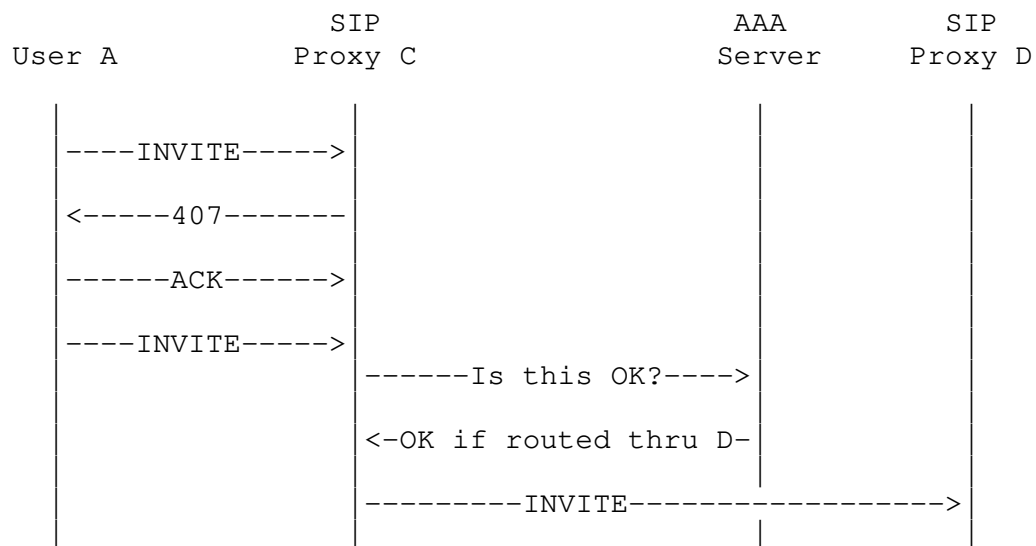 SIP AAA SIP
User A Proxy C Server Proxy D
----INVITE----->
<-----407-------
------ACK------>
----INVITE----->
------Is this OK?---->
<-OK if routed thru D-
---------INVITE------------------>